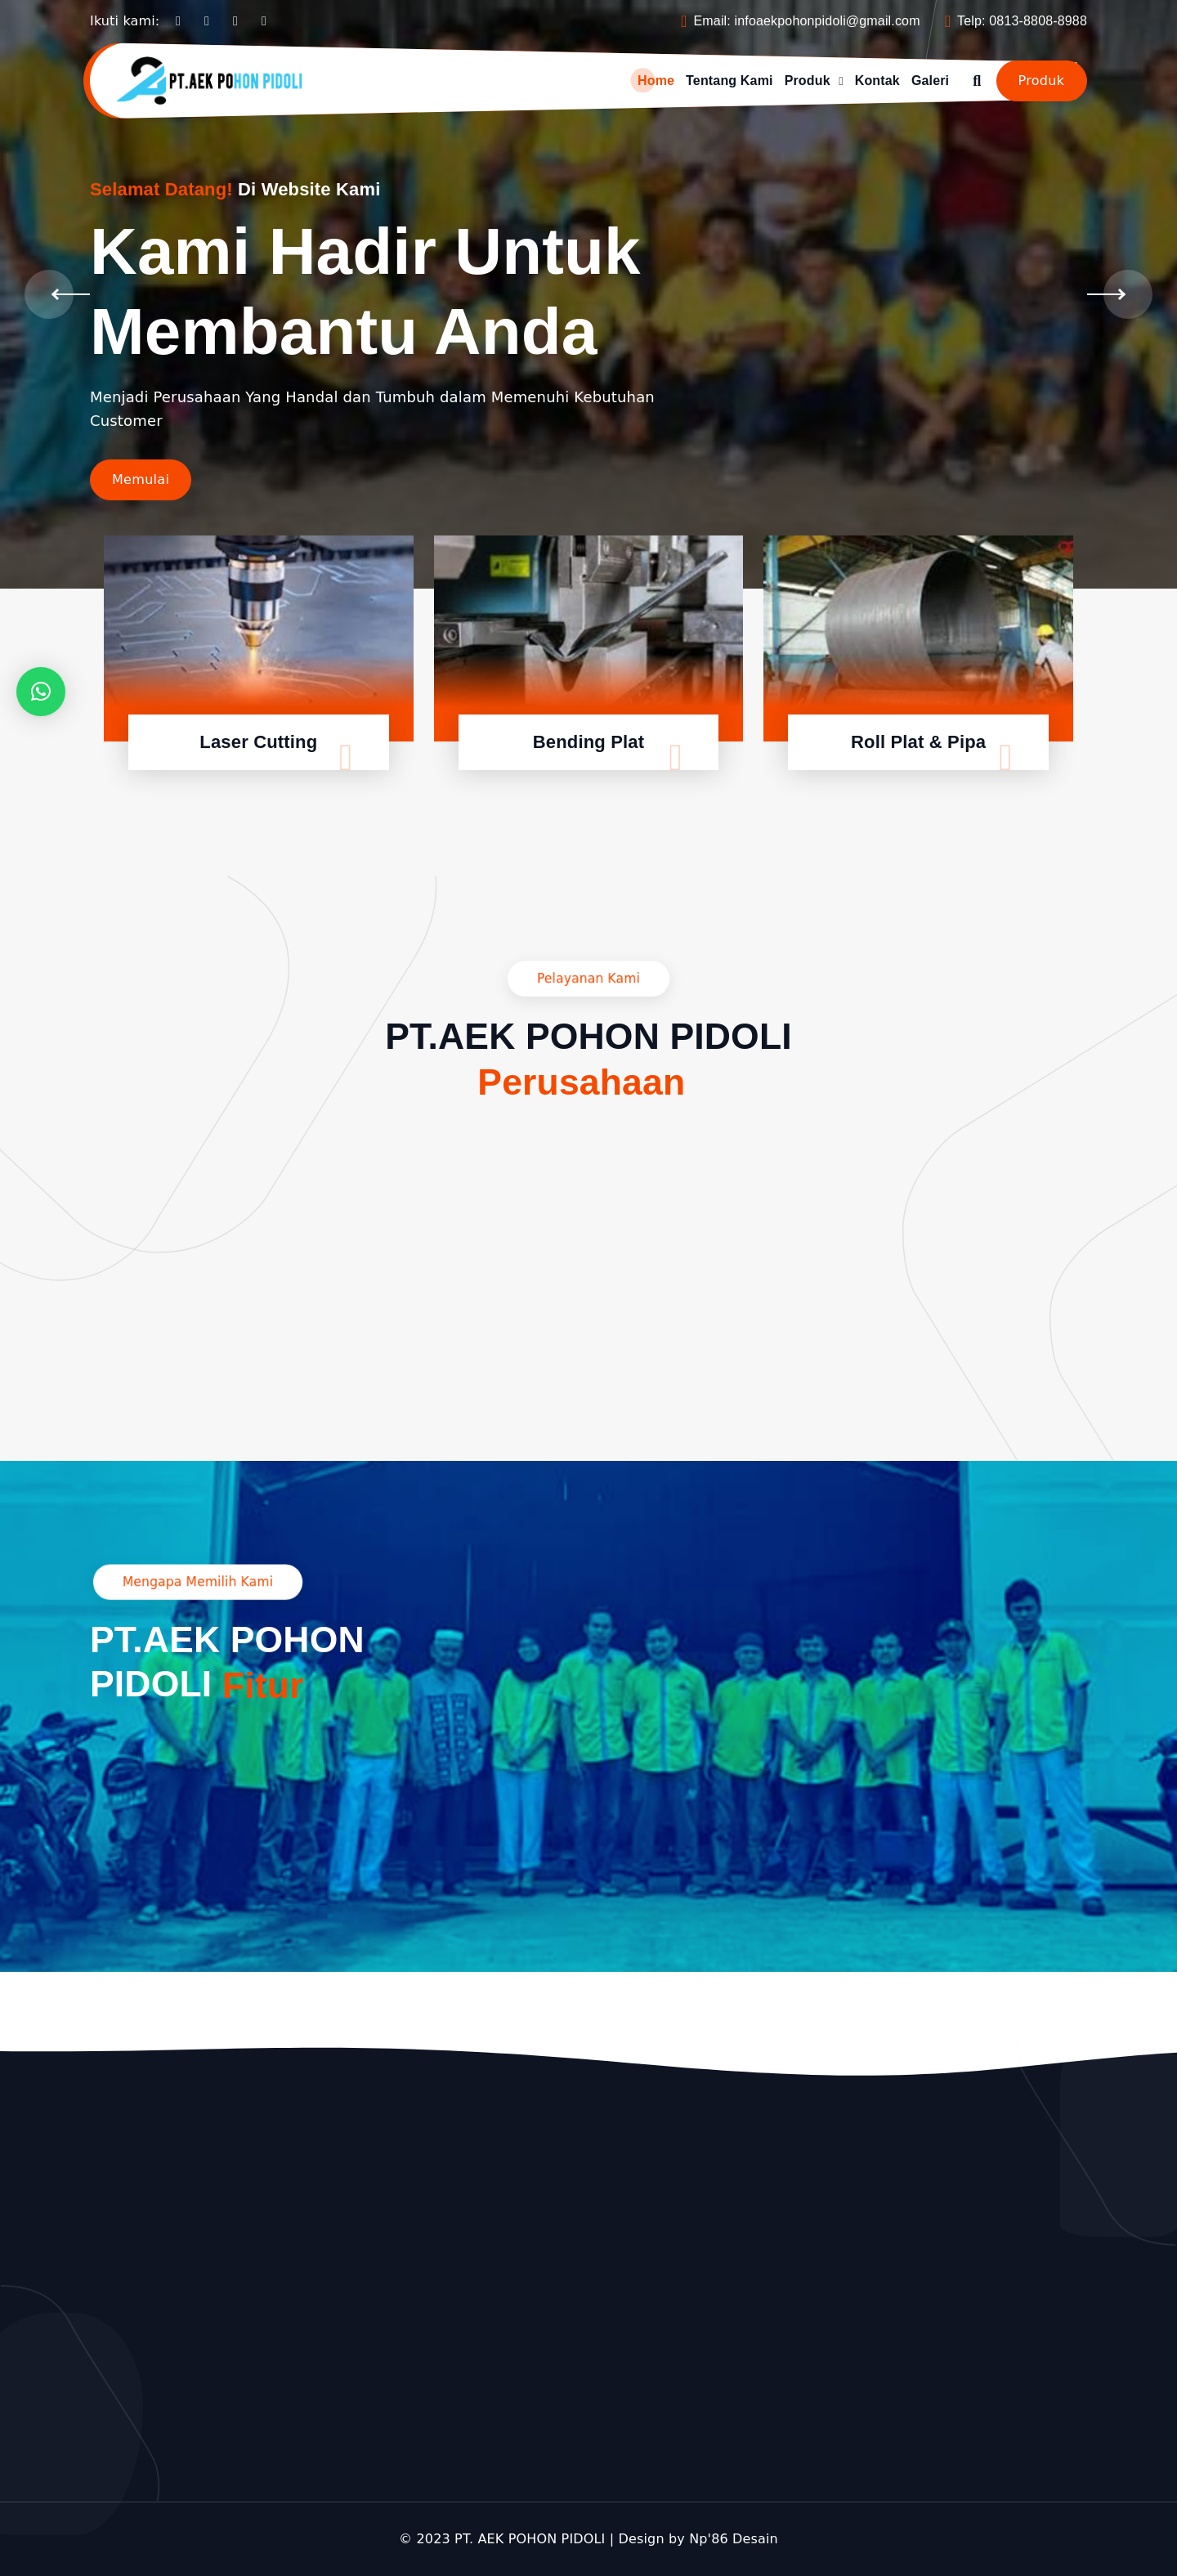 Ikuti kami:
Email: infoaekpohonpidoli@gmail.com
Telp: 0813-8808-8988
PT.AEK POHON PIDOLI
Home
Tentang Kami
Produk
Kontak
Galeri
Produk
Selamat Datang! Di Website Kami
Kami Hadir Untuk
Membantu Anda
Menjadi Perusahaan Yang Handal dan Tumbuh dalam Memenuhi Kebutuhan
Customer
Memulai
Laser Cutting
Bending Plat
Roll Plat & Pipa
Pelayanan Kami
PT.AEK POHON PIDOLI
Perusahaan
Mengapa Memilih Kami
PT.AEK POHON
PIDOLI Fitur
© 2023 PT. AEK POHON PIDOLI | Design by Np'86 Desain